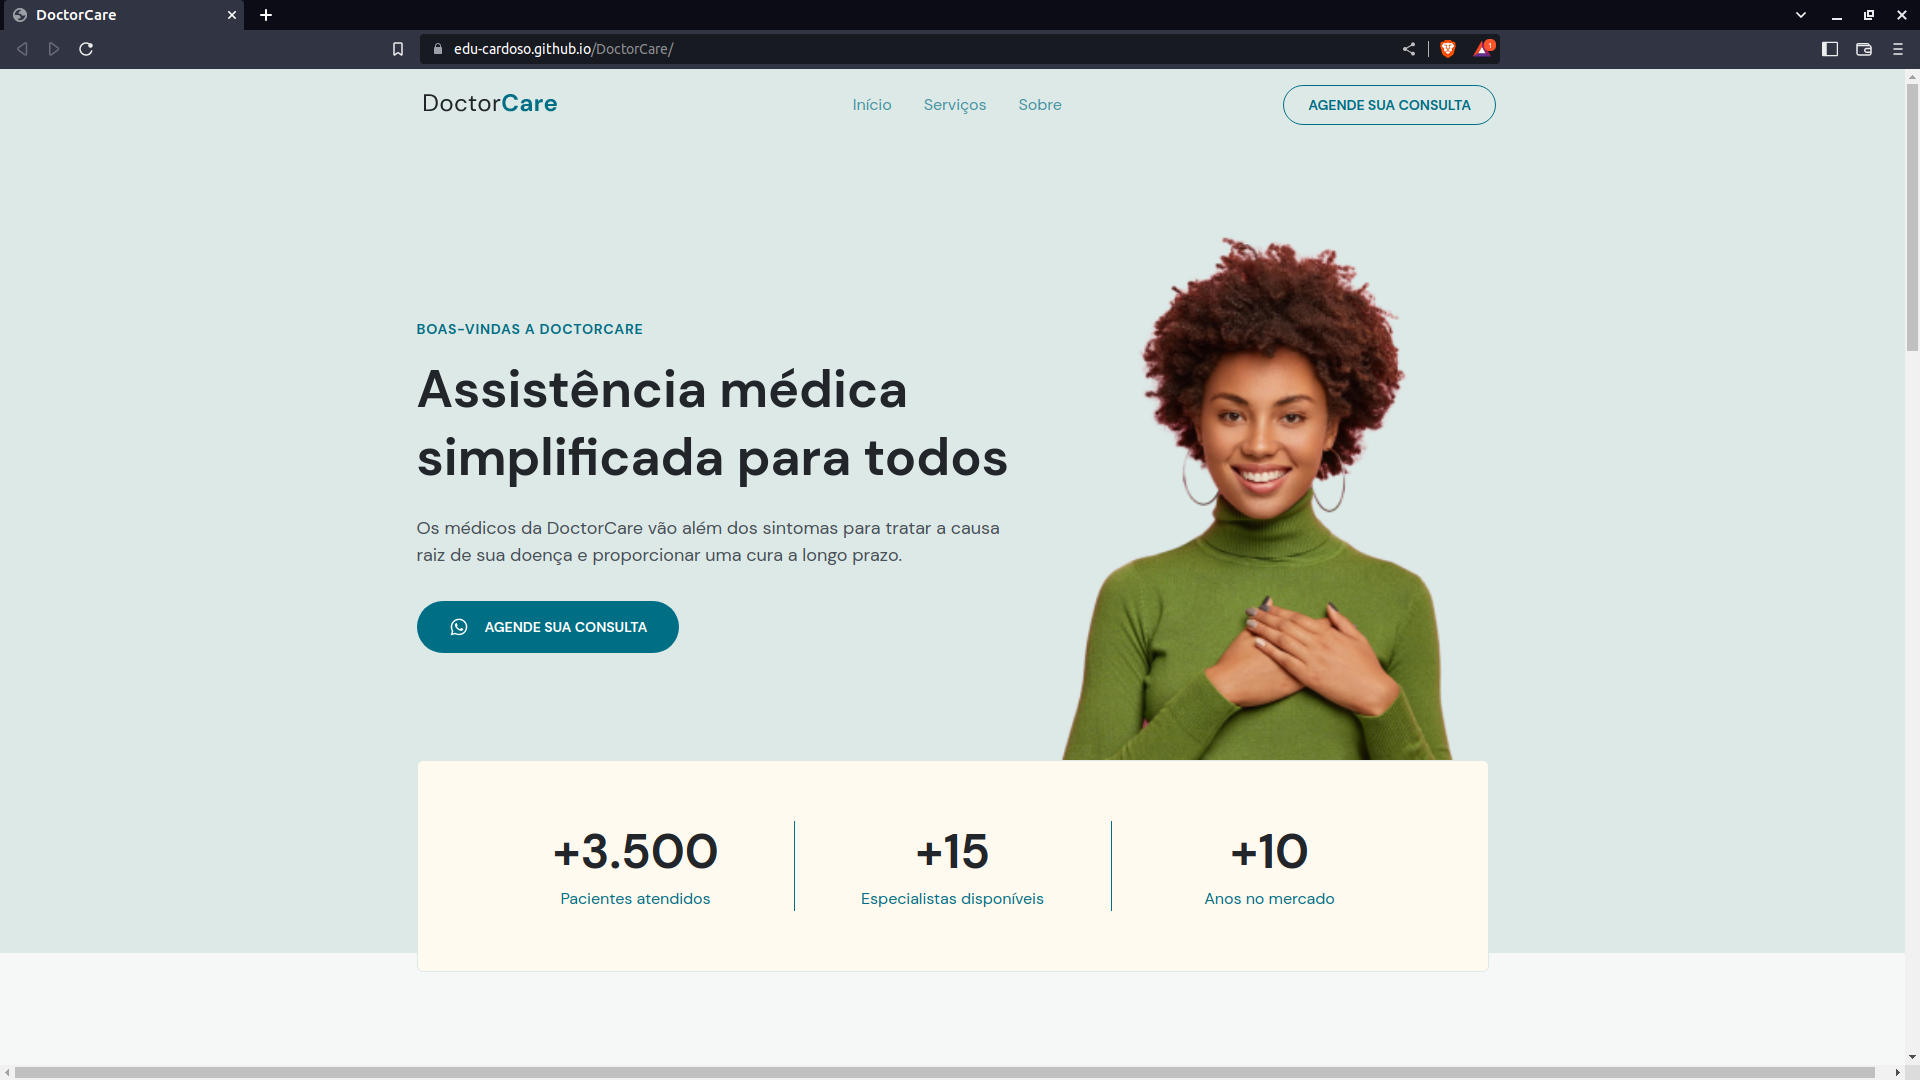 DoctorCare
edu-cardoso.github.io/DoctorCare/
1
DoctorCare
Início
Serviços
Sobre
AGENDE SUA CONSULTA
BOAS-VINDAS A DOCTORCARE
Assistência médica
simplificada para todos
Os médicos da DoctorCare vão além dos sintomas para tratar a causa
raiz de sua doença e proporcionar uma cura a longo prazo.
AGENDE SUA CONSULTA
+3.500
Pacientes atendidos
+15
Especialistas disponíveis
+10
Anos no mercado